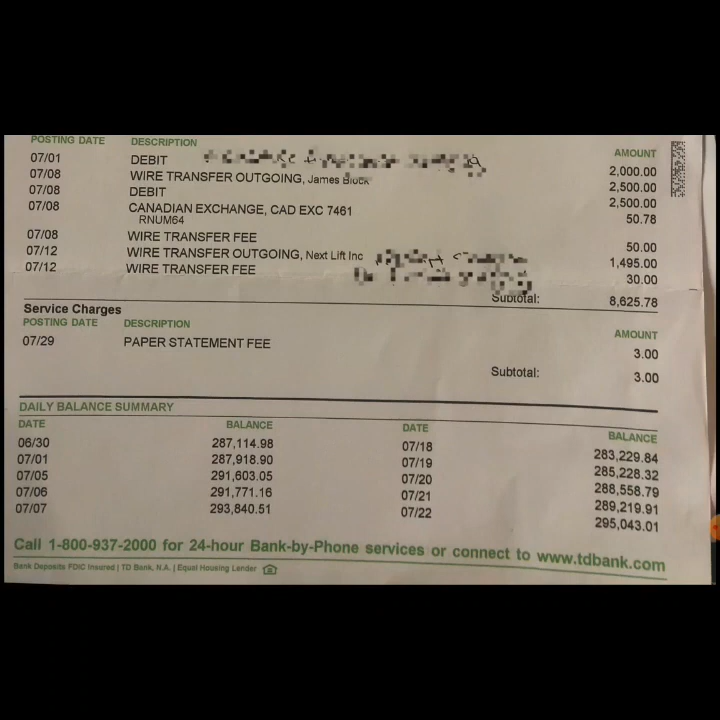 POSTING DATE DESCRIPTION AMOUNT
07/01 DEBIT 2,000.00
07/08 WIRE TRANSFER OUTGOING, James Block 2,500.00
07/08 DEBIT 2,500.00
07/08 CANADIAN EXCHANGE, CAD EXC 7461 50.78
RNUM64
07/08 WIRE TRANSFER FEE 50.00
07/12 WIRE TRANSFER OUTGOING, Next Lift Inc 1,495.00
07/12 WIRE TRANSFER FEE 30.00
Subtotal: 8,625.78
Service Charges
POSTING DATE DESCRIPTION AMOUNT
07/29 PAPER STATEMENT FEE 3.00
Subtotal: 3.00
DAILY BALANCE SUMMARY
DATE BALANCE DATE BALANCE
06/30 287,114.98 07/18 283,229.84
07/01 287,918.90 07/19 285,228.32
07/05 291,603.05 07/20 288,558.79
07/06 291,771.16 07/21 289,219.91
07/07 293,840.51 07/22 295,043.01
Call 1-800-937-2000 for 24-hour Bank-by-Phone services or connect to www.tdbank.com
Bank Deposits FDIC Insured | TD Bank, N.A. | Equal Housing Lender